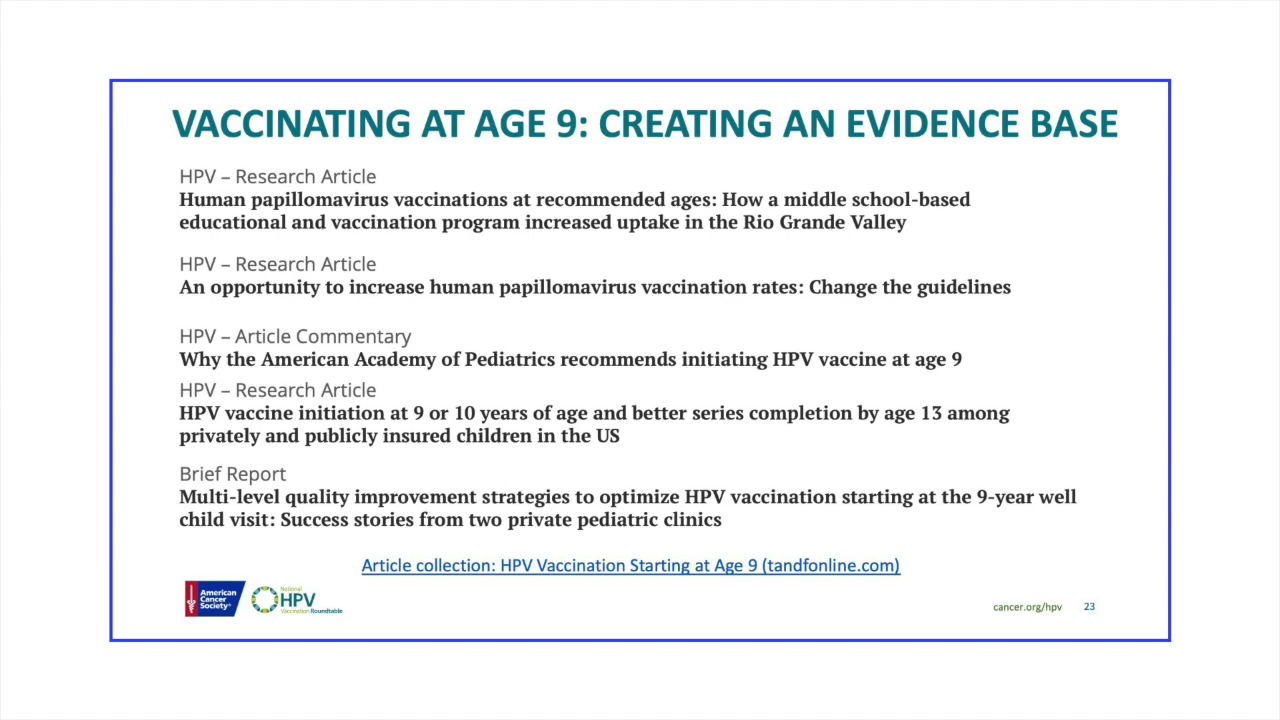 VACCINATING AT AGE 9: CREATING AN EVIDENCE BASE
HPV – Research Article
Human papillomavirus vaccinations at recommended ages: How a middle school-based
educational and vaccination program increased uptake in the Rio Grande Valley
HPV – Research Article
An opportunity to increase human papillomavirus vaccination rates: Change the guidelines
HPV – Article Commentary
Why the American Academy of Pediatrics recommends initiating HPV vaccine at age 9
HPV – Research Article
HPV vaccine initiation at 9 or 10 years of age and better series completion by age 13 among
privately and publicly insured children in the US
Brief Report
Multi-level quality improvement strategies to optimize HPV vaccination starting at the 9-year well
child visit: Success stories from two private pediatric clinics
Article collection: HPV Vaccination Starting at Age 9 (tandfonline.com)
American
Cancer
Society®
National
HPV
Vaccination Roundtable
cancer.org/hpv 23